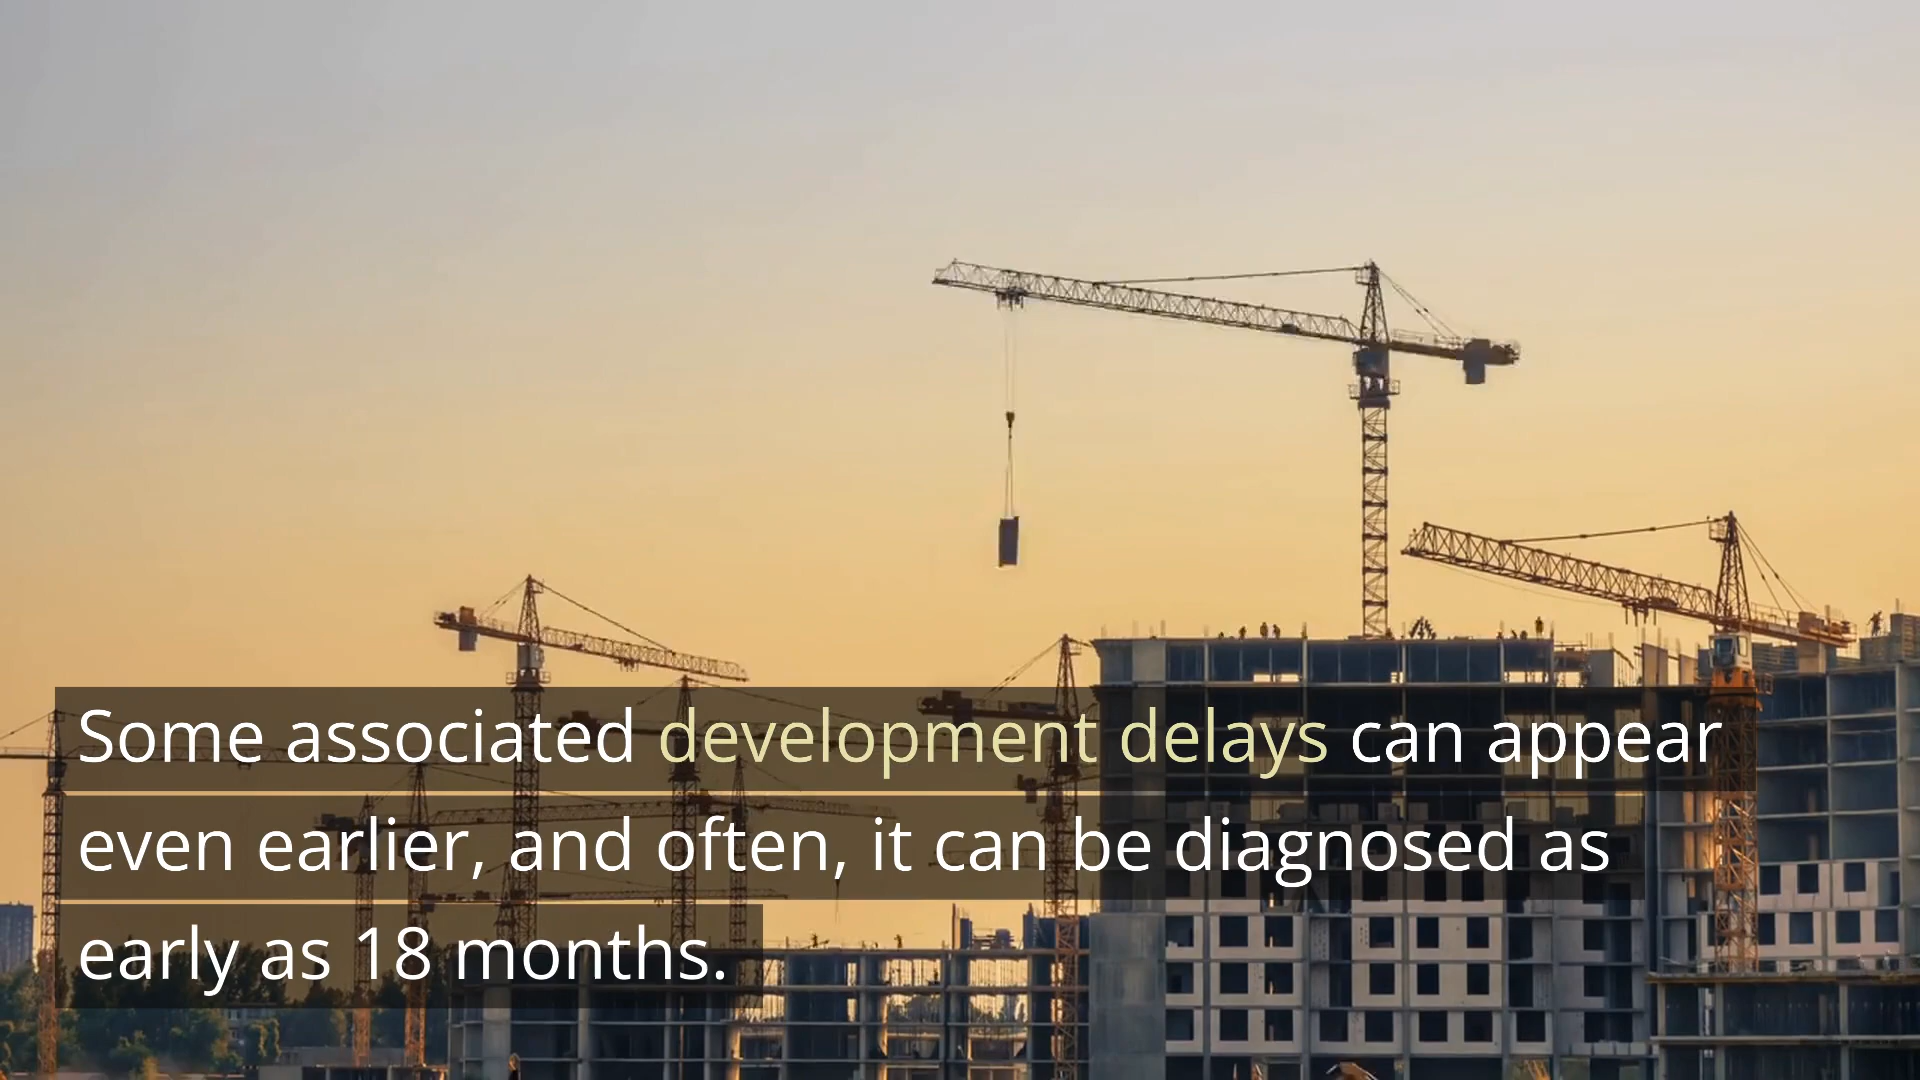 Some associated development delays can appear
even earlier, and often, it can be diagnosed as
early as 18 months.